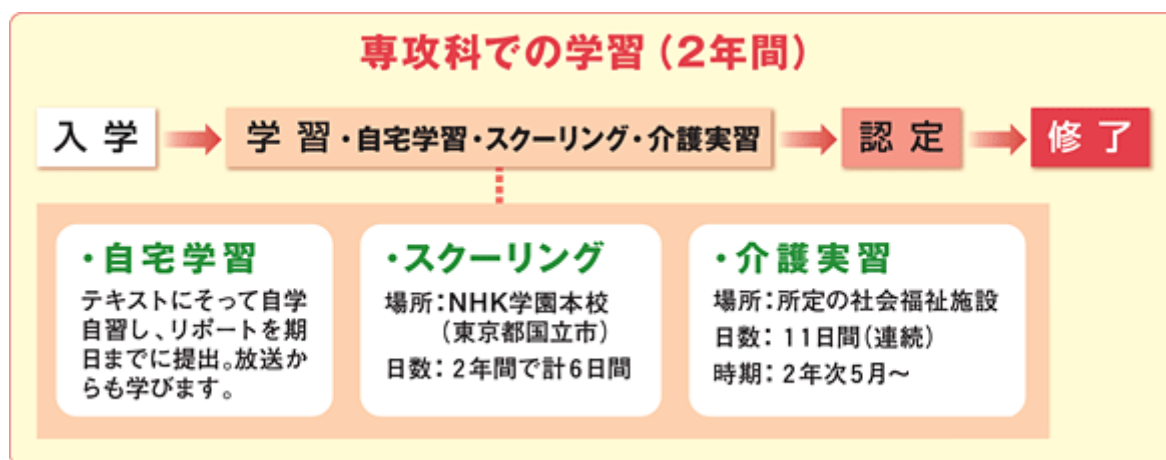 専攻科での学習（2年間）
入学
学習・自宅学習・スクーリング・介護実習
認定
修了
・自宅学習
テキストにそって自学
自習し、リポートを期
日までに提出。放送か
らも学びます。
・スクーリング
場所：NHK学園本校
（東京都国立市）
日数：2年間で計6日間
・介護実習
場所：所定の社会福祉施設
日数：11日間（連続）
時期：2年次5月〜